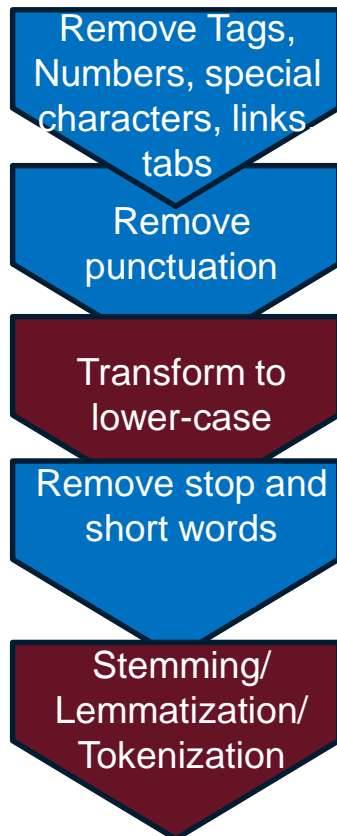 Remove Tags,
Numbers, special
characters, links,
tabs
Remove
punctuation
Transform to
lower-case
Remove stop and
short words
Stemming/
Lemmatization/
Tokenization